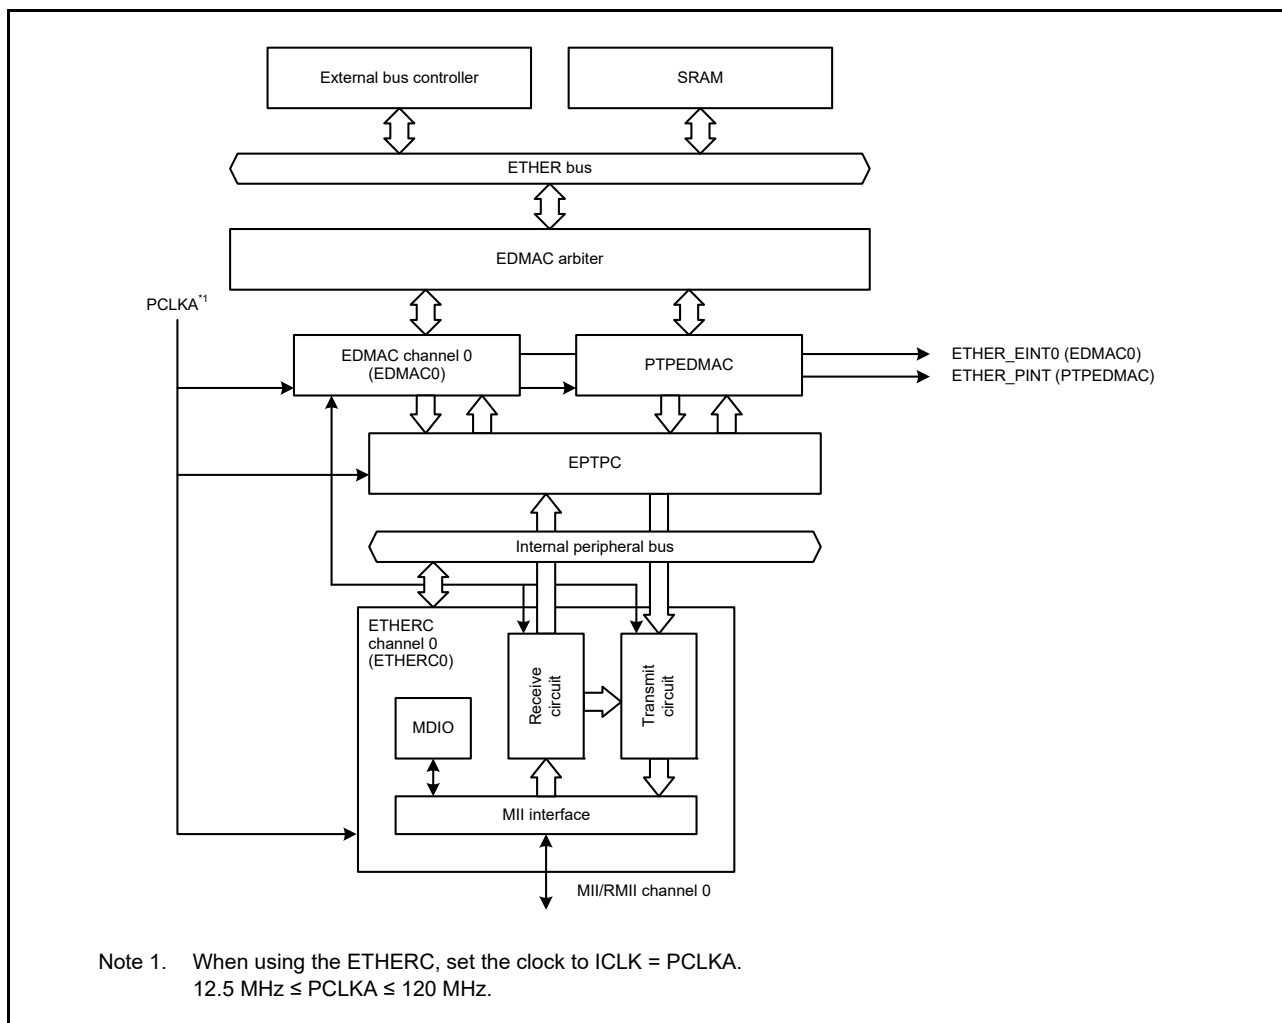 External bus controller
SRAM
ETHER bus
EDMAC arbiter
PCLKA*1
EDMAC channel 0
(EDMAC0)
PTPEDMAC
ETHER_EINT0 (EDMAC0)
ETHER_PINT (PTPEDMAC)
EPTPC
Internal peripheral bus
ETHERC
channel 0
(ETHERC0)
Receive
circuit
Transmit
circuit
MDIO
MII interface
MII/RMII channel 0
Note 1. When using the ETHERC, set the clock to ICLK = PCLKA.
12.5 MHz ≤ PCLKA ≤ 120 MHz.